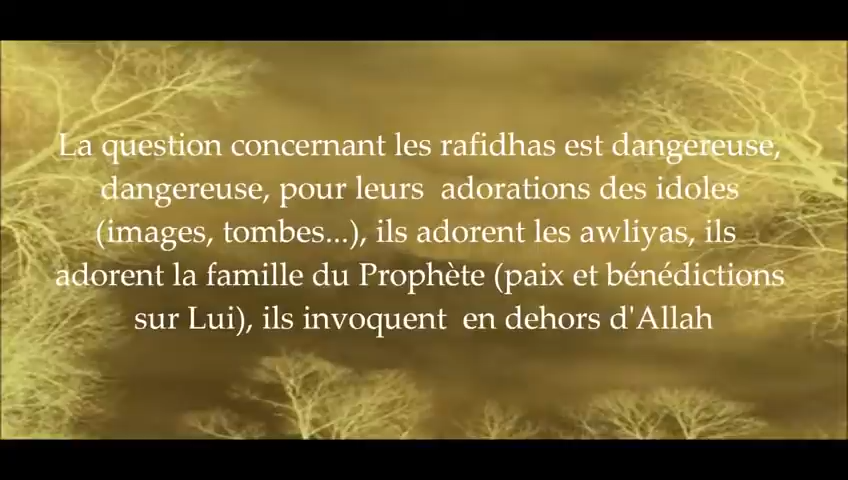 La question concernant les rafidhas est dangereuse,
dangereuse, pour leurs adorations des idoles
(images, tombes...), ils adorent les awliyas, ils
adorent la famille du Prophète (paix et bénédictions
sur Lui), ils invoquent en dehors d'Allah